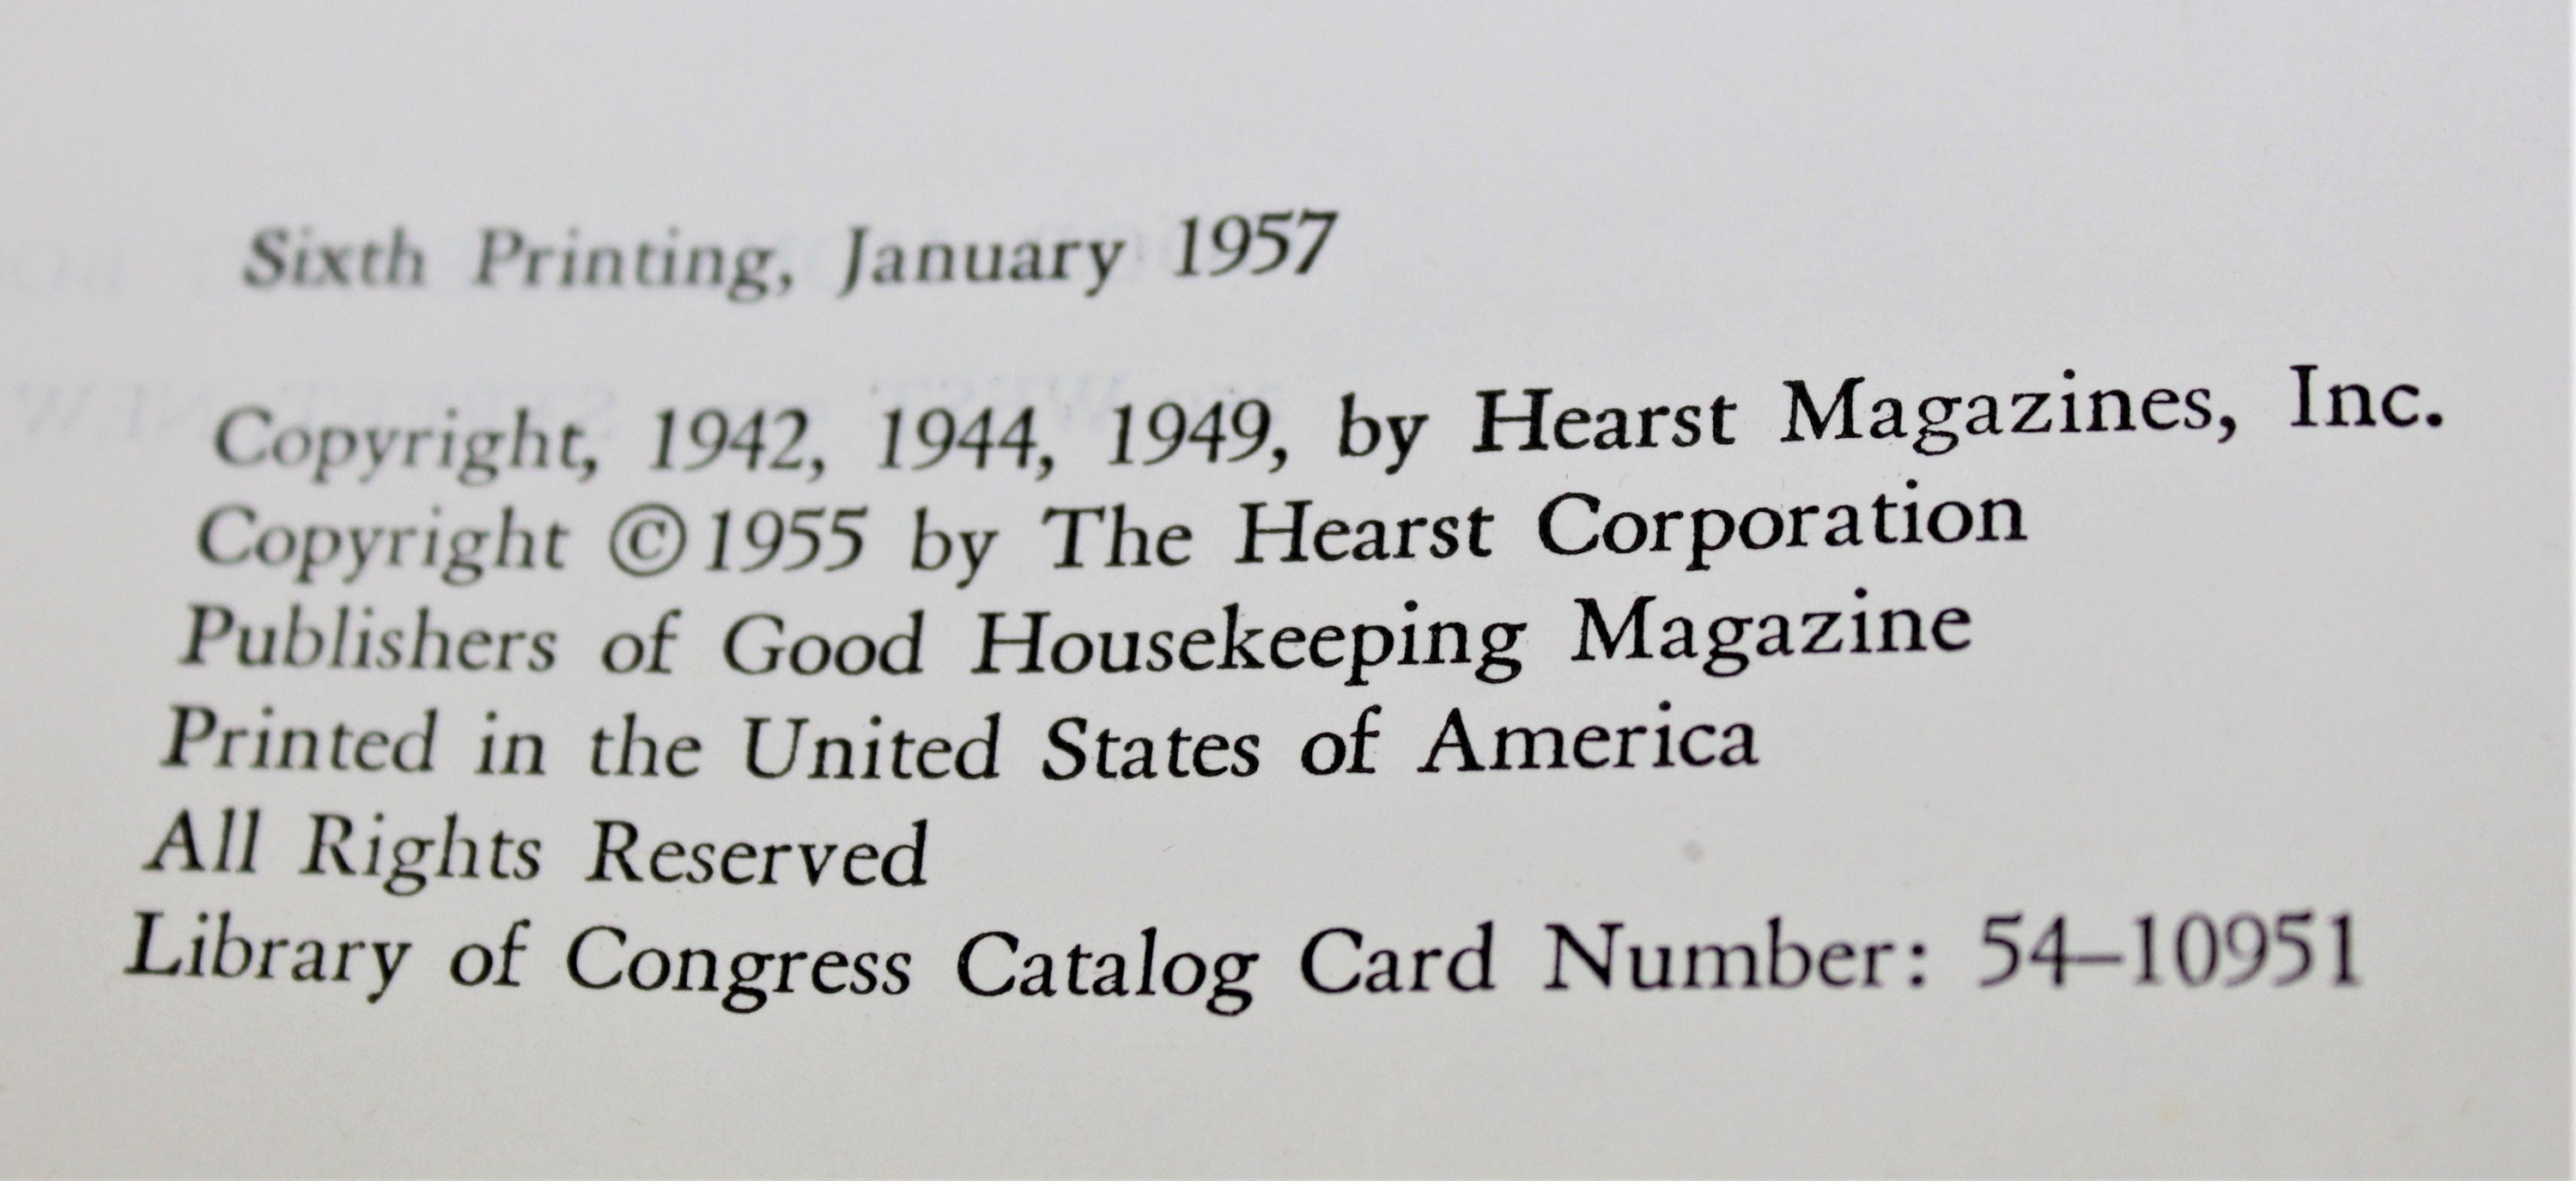 Sixth Printing, January 1957
Copyright, 1942, 1944, 1949, by Hearst Magazines, Inc.
Copyright ©1955 by The Hearst Corporation
Publishers of Good Housekeeping Magazine
Printed in the United States of America
All Rights Reserved
Library of Congress Catalog Card Number: 54–10951